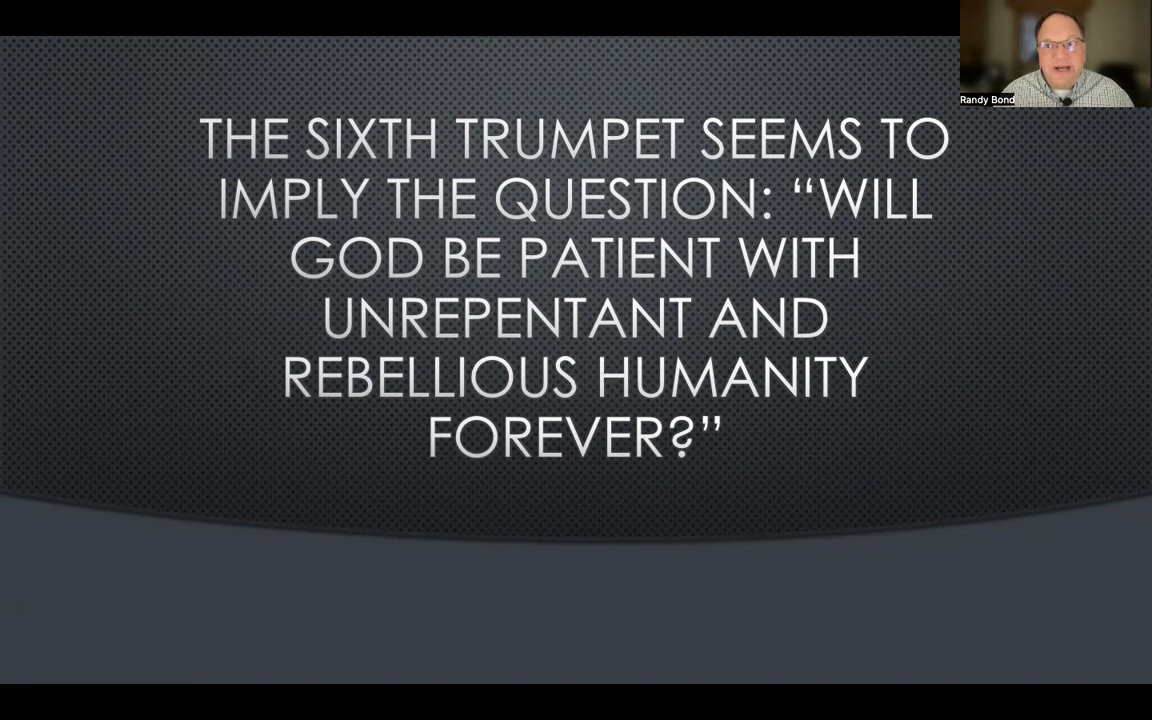 Randy Bond
THE SIXTH TRUMPET SEEMS TO
IMPLY THE QUESTION: “WILL
GOD BE PATIENT WITH
UNREPENTANT AND
REBELLIOUS HUMANITY
FOREVER?”